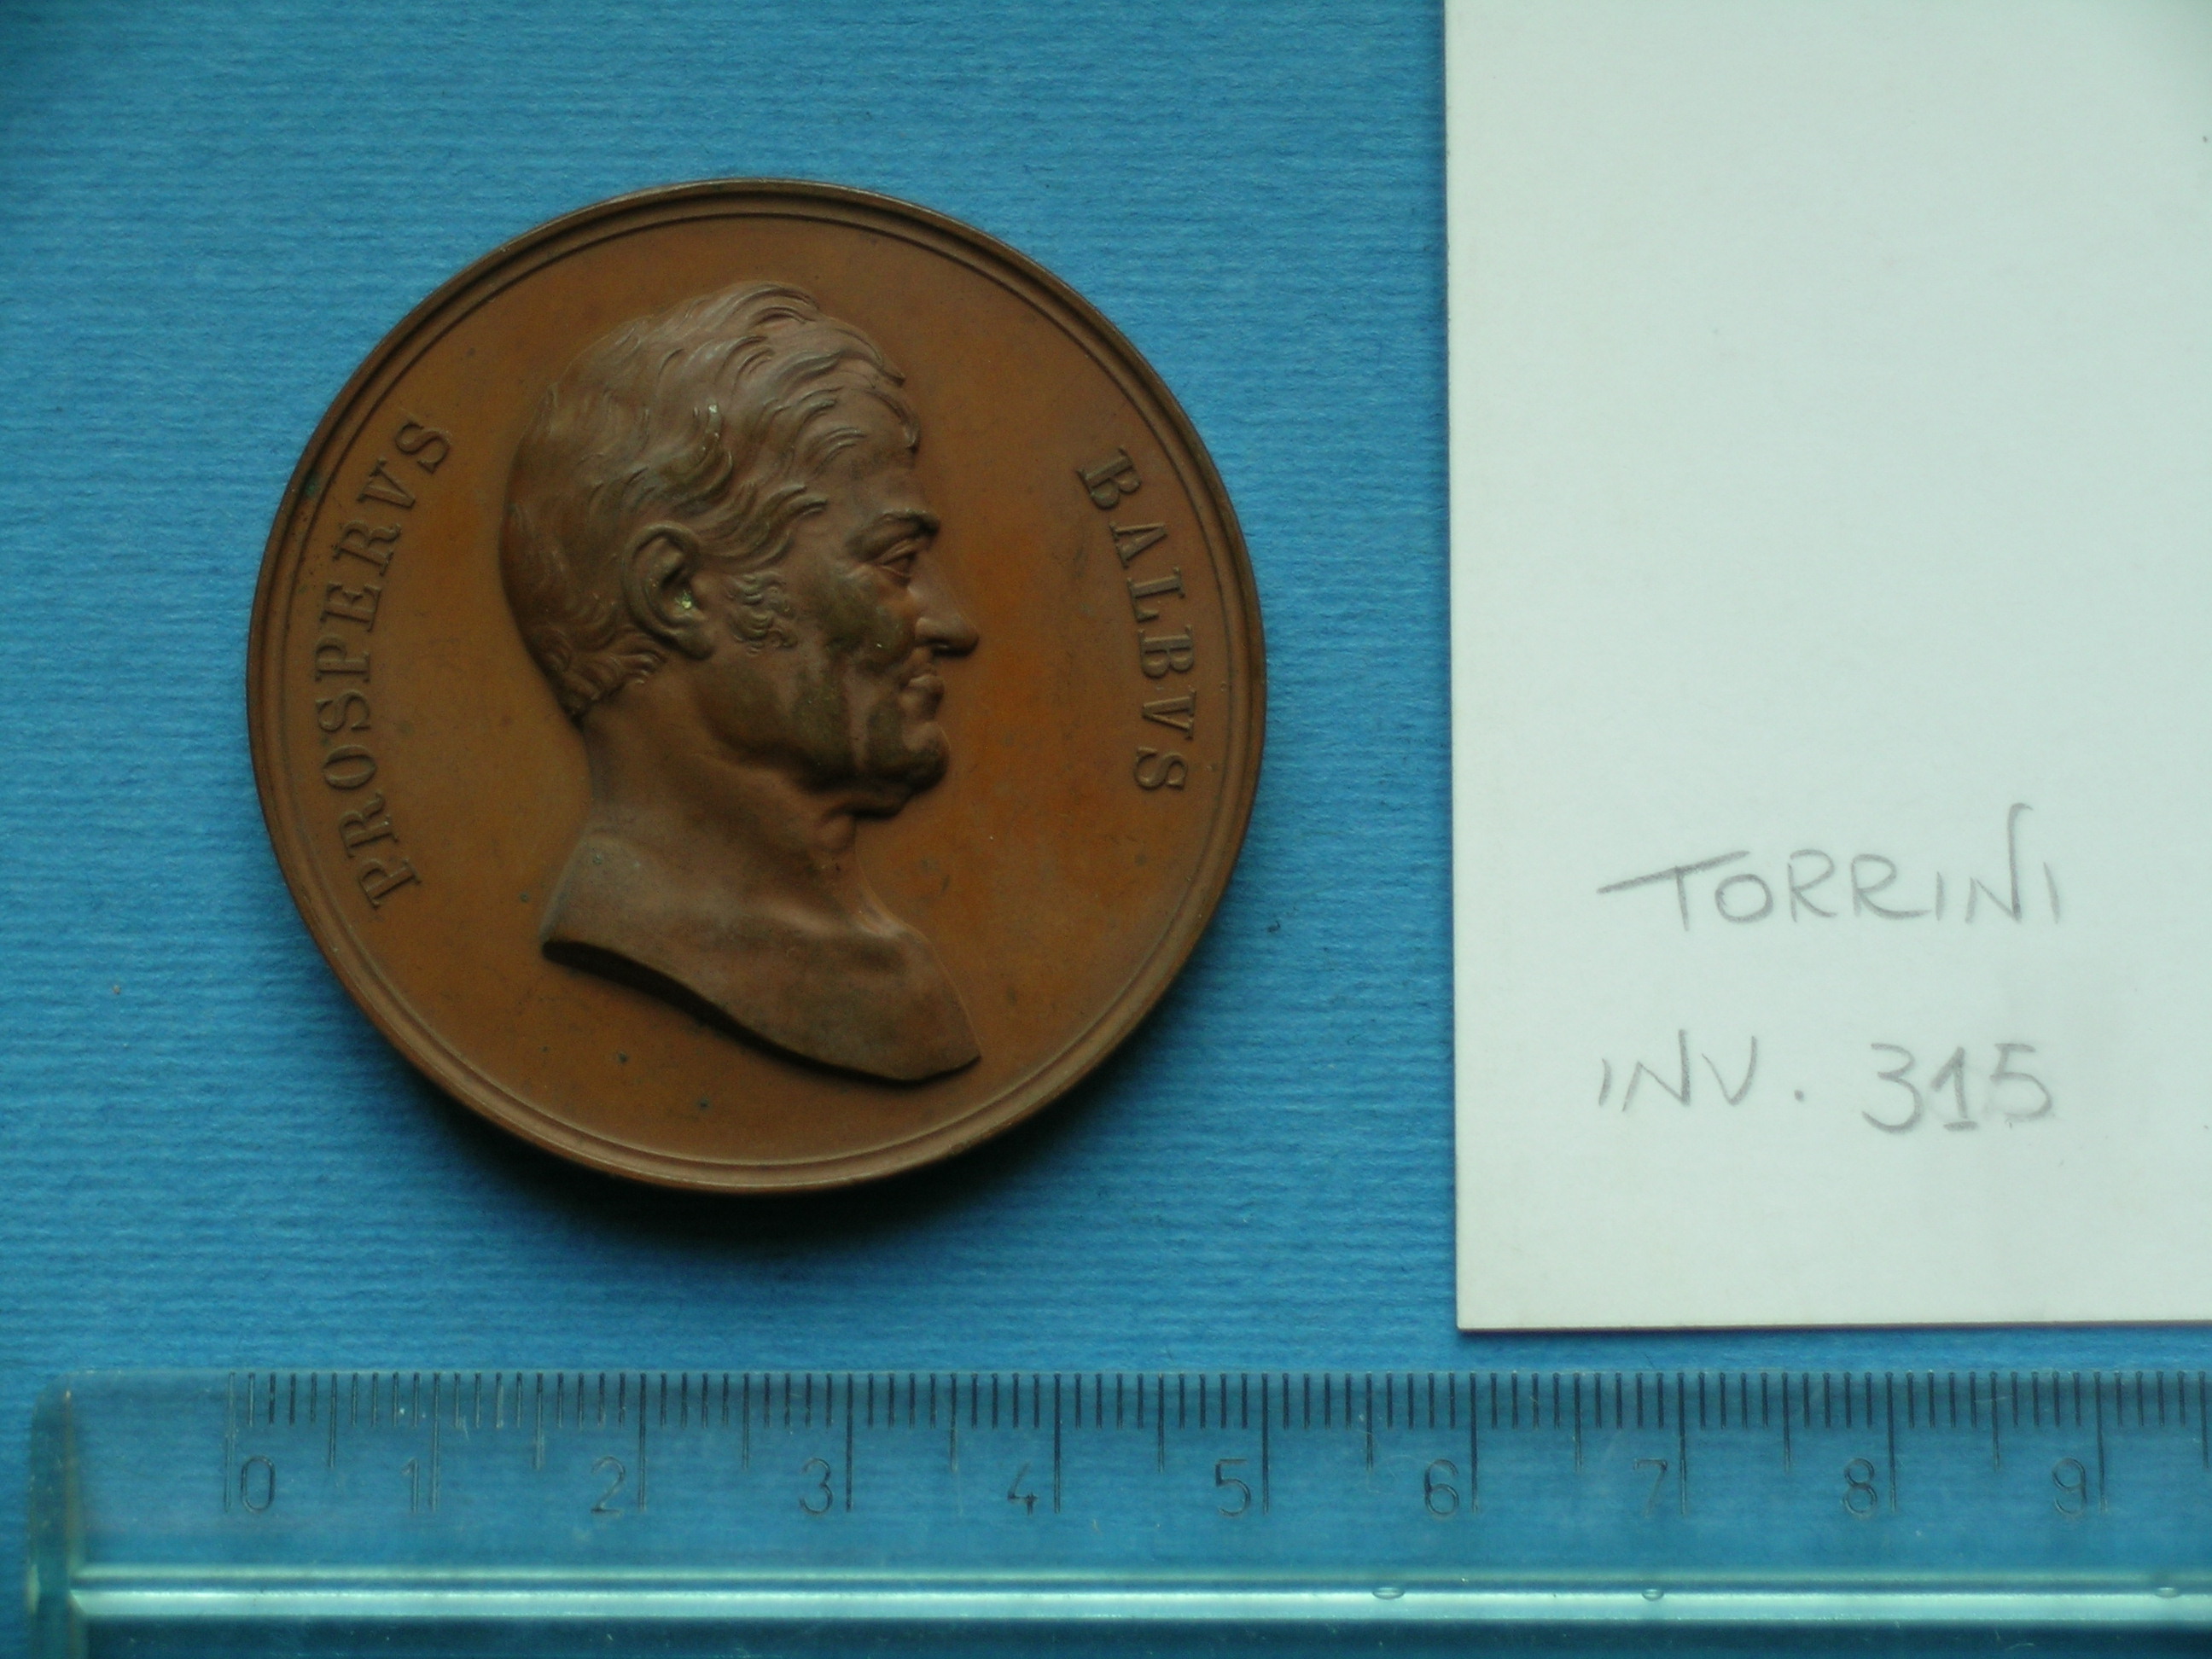 PROSPERVS BALBVS
TORRINI
INV. 315
0 1 2 3 4 5 6 7 8 9